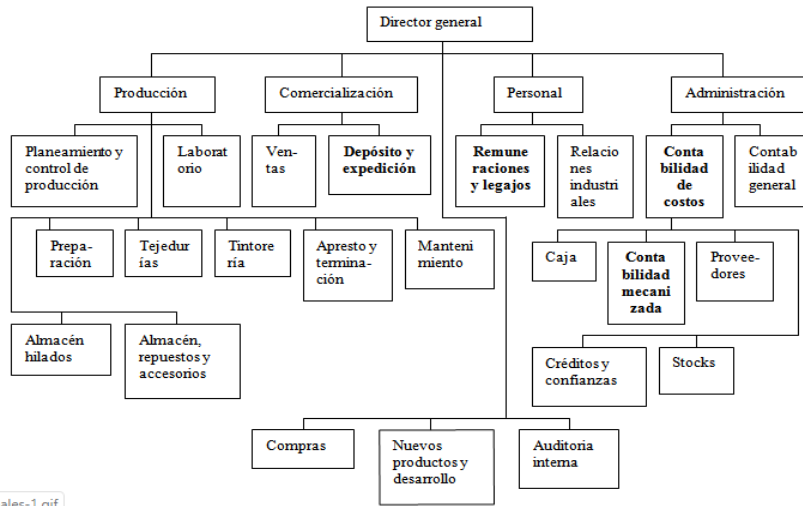 Director general
Producción
Comercialización
Personal
Administración
Planeamiento y
control de
producción
Laborat
orio
Ven-
tas
Depósito y
expedición
Remune
raciones y
legajos
Relacio
nes
industri
ales
Conta
bilidad
de
costos
Contab
ilidad
general
Prepa-
ración
Tejedur
ías
Tintore
ría
Apresto y
termina-
ción
Manteni
miento
Caja
Conta
bilidad
mecani
zada
Provee-
dores
Almacén
hilados
Almacén,
repuestos y
accesorios
Créditos y
confianzas
Stocks
Compras
Nuevos
productos y
desarrollo
Auditoria
interna
ales-1.gif